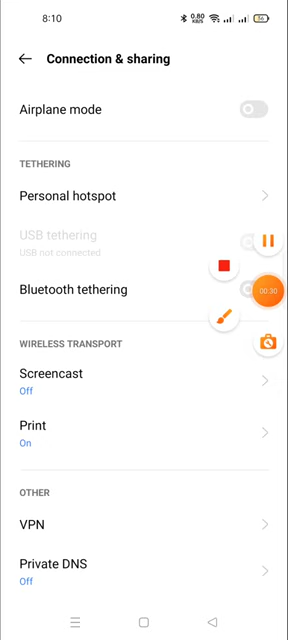 8:10
0.80
KB/S
56
Connection & sharing
Airplane mode
TETHERING
Personal hotspot
USB tethering
USB not connected
00:30
Bluetooth tethering
WIRELESS TRANSPORT
Screencast
Off
Print
On
OTHER
VPN
Private DNS
Off